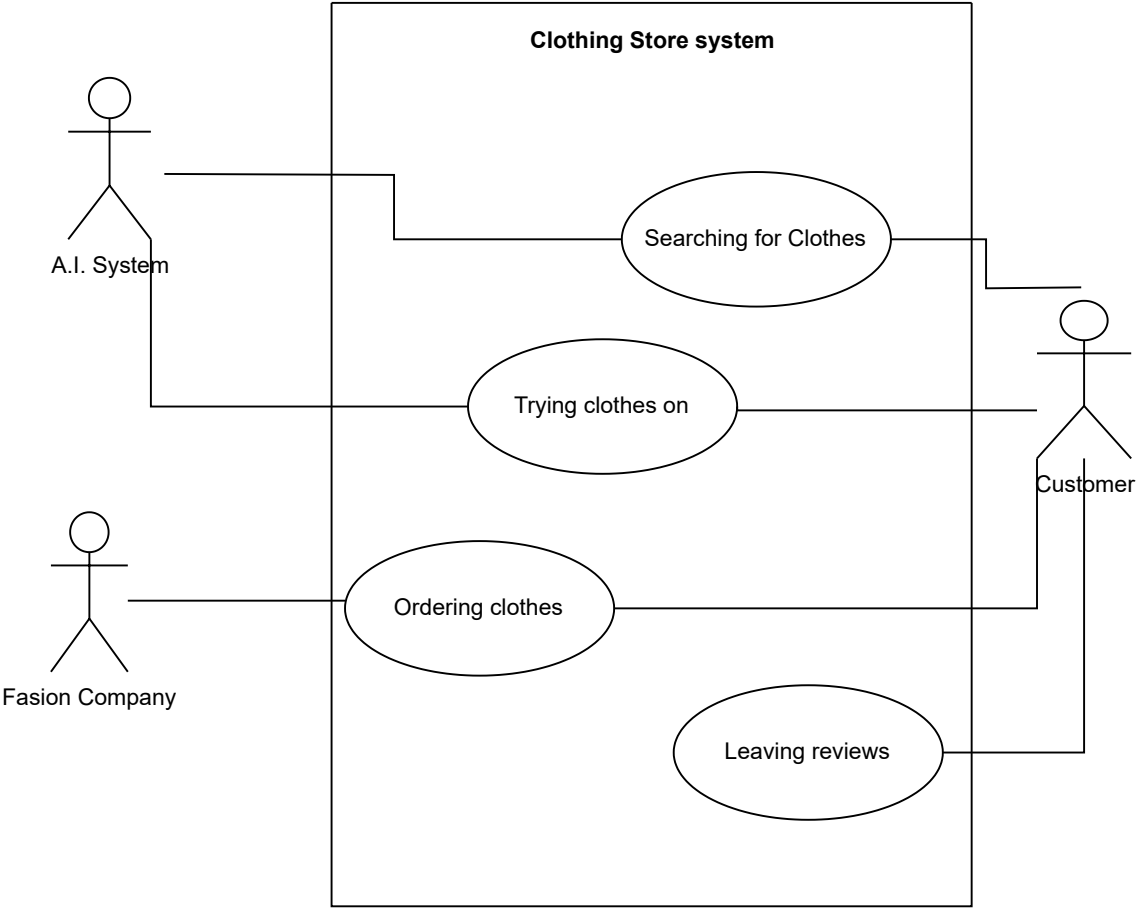 Clothing Store system
Searching for Clothes
A.I. System
Trying clothes on
Customer
Ordering clothes
Fasion Company
Leaving reviews